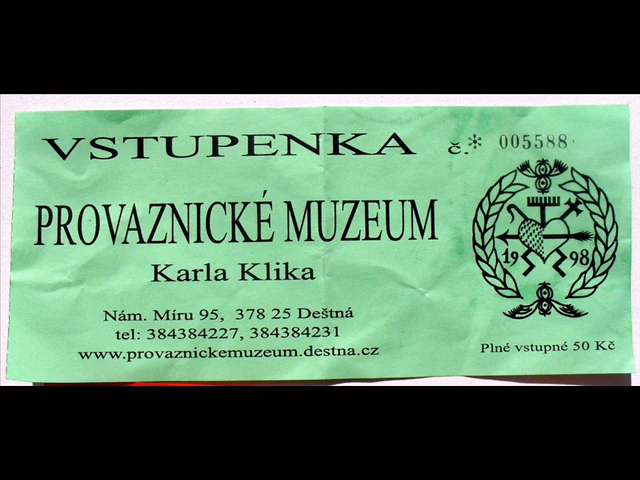 VSTUPENKA č.* 005588
PROVAZNICKÉ MUZEUM
Karla Klika
19 98
Nám. Míru 95, 378 25 Deštná
tel: 384384227, 384384231
www.provaznickemuzeum.destna.cz
Plné vstupné 50 Kč